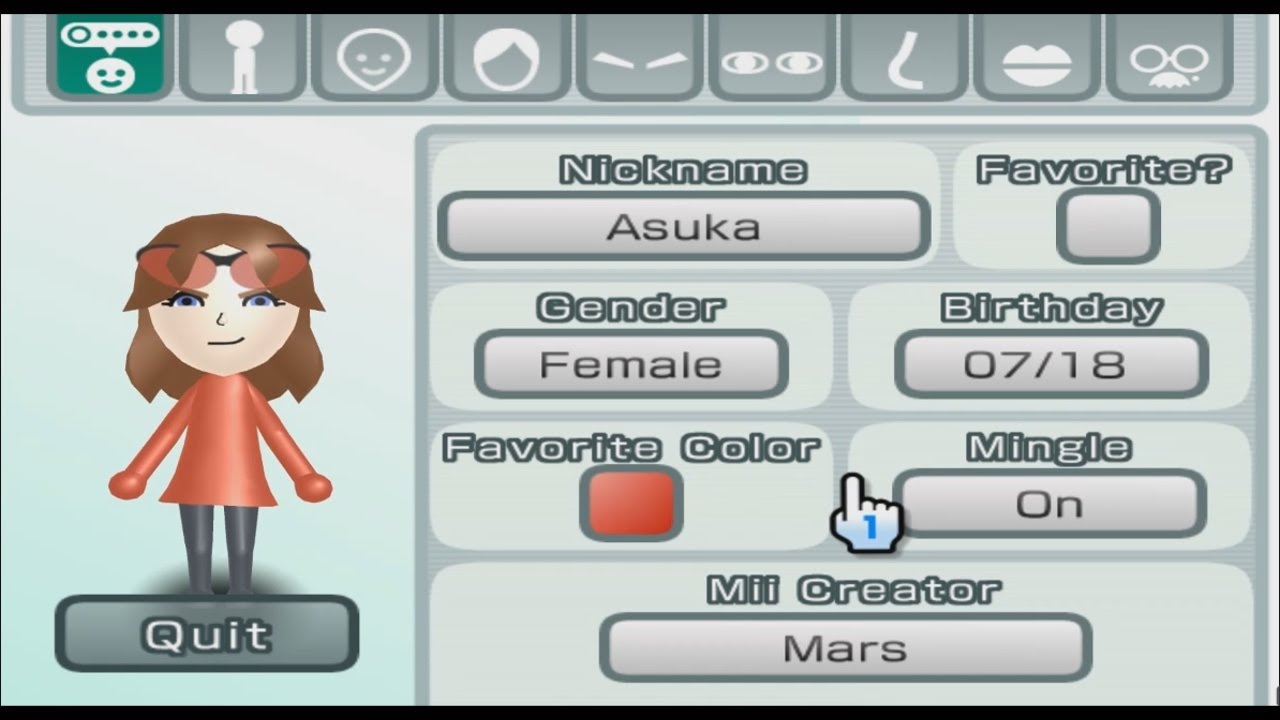 Nickname
Favorite?
Asuka
Gender
Birthday
Female
07/18
Favorite Color
Mingle
On
1
Mii Creator
Quit
Mars